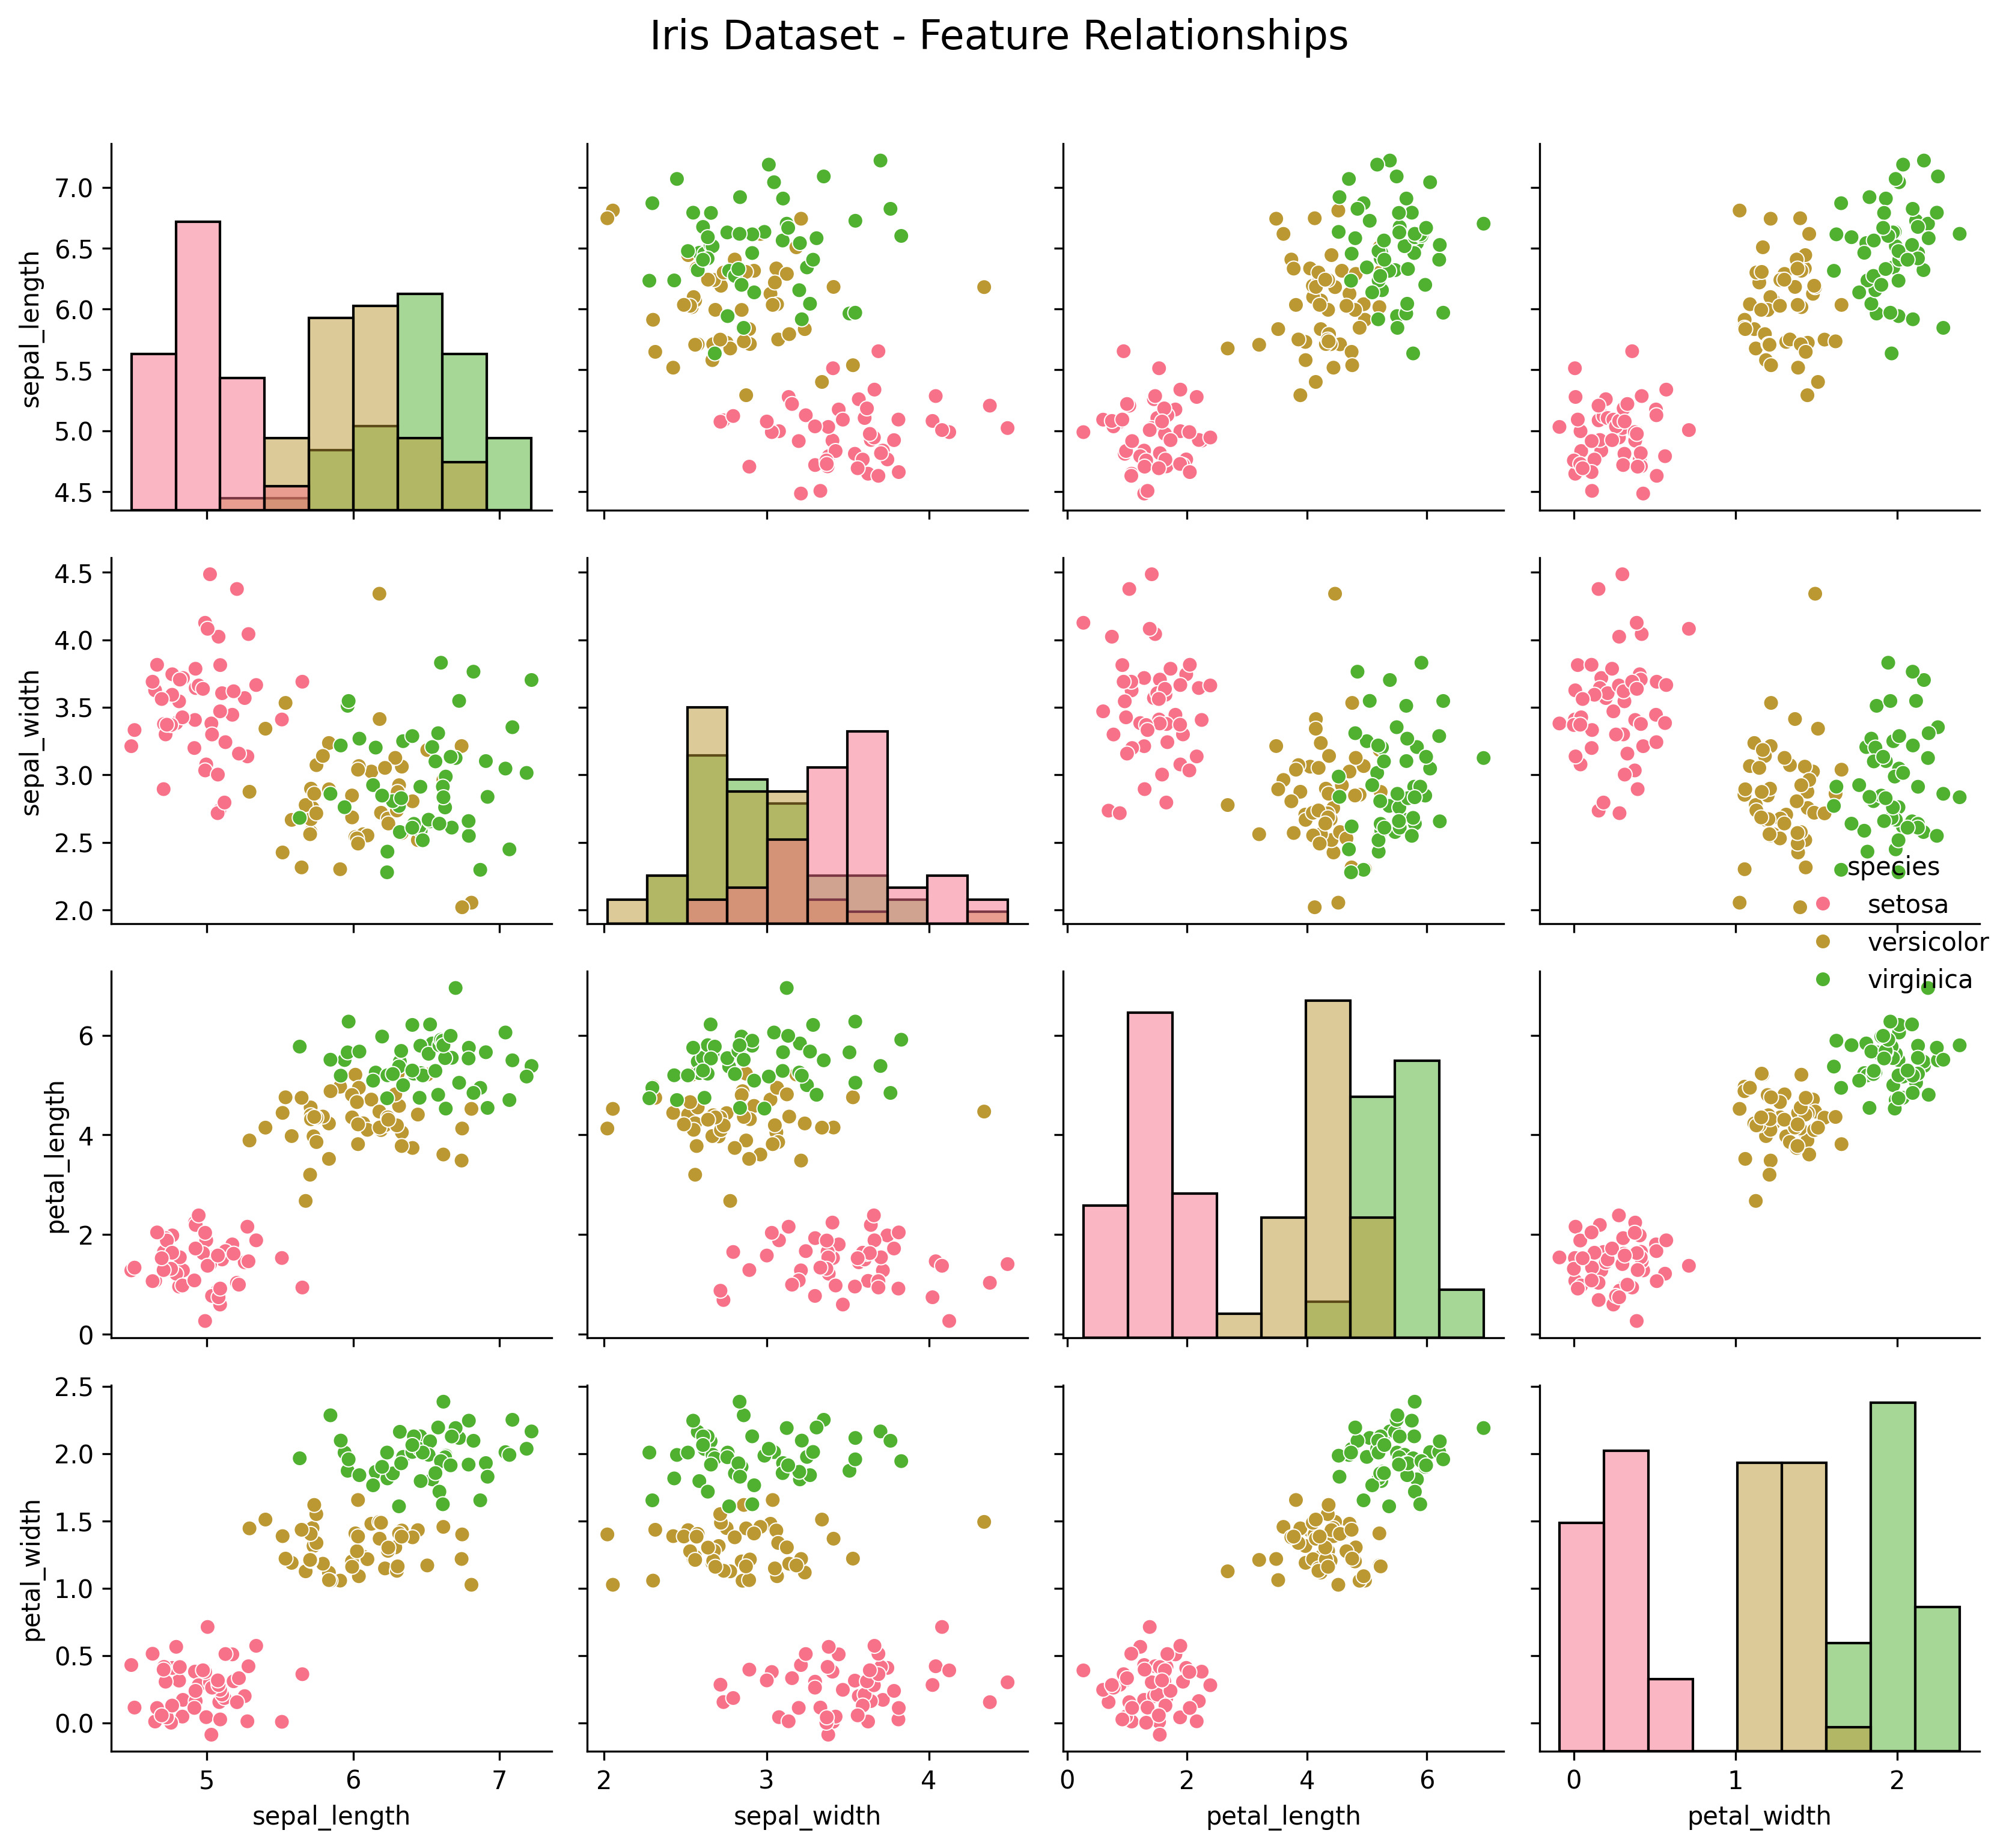 Iris Dataset - Feature Relationships
sepal_length
7.0
6.5
6.0
5.5
5.0
4.5
sepal_width
4.5
4.0
3.5
3.0
2.5
2.0
species
setosa
versicolor
virginica
petal_length
6
4
2
0
petal_width
2.5
2.0
1.5
1.0
0.5
0.0
5 6 7
2 3 4
0 2 4 6
0 1 2
sepal_length
sepal_width
petal_length
petal_width